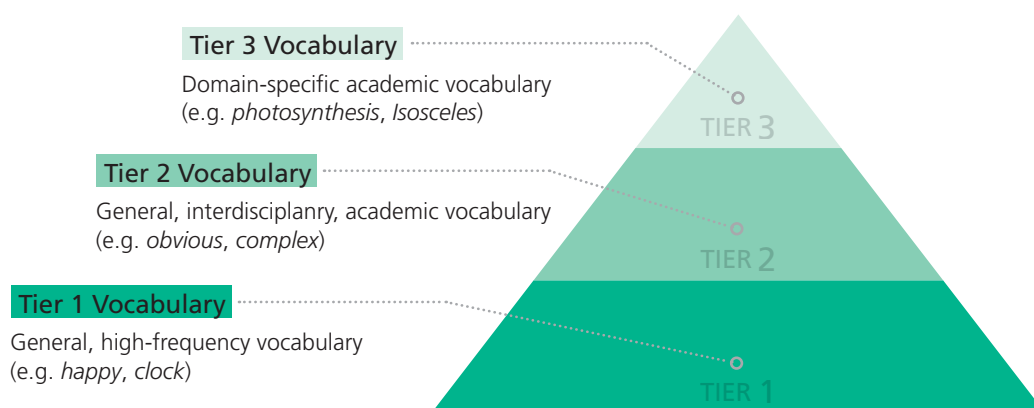 Tier 3 Vocabulary
Domain-specific academic vocabulary
(e.g. photosynthesis, Isosceles)
TIER 3
Tier 2 Vocabulary
General, interdisciplanry, academic vocabulary
(e.g. obvious, complex)
TIER 2
Tier 1 Vocabulary
General, high-frequency vocabulary
(e.g. happy, clock)
TIER 1